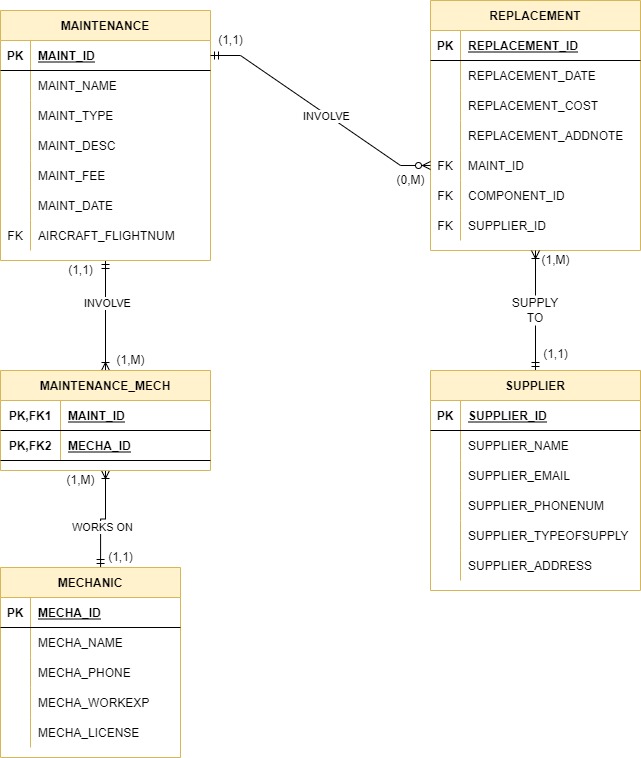 MAINTENANCE
PK MAINT_ID
MAINT_NAME
MAINT_TYPE
MAINT_DESC
MAINT_FEE
MAINT_DATE
FK AIRCRAFT_FLIGHTNUM
(1,1)
INVOLVE
(0,M)
REPLACEMENT
PK REPLACEMENT_ID
REPLACEMENT_DATE
REPLACEMENT_COST
REPLACEMENT_ADDNOTE
FK MAINT_ID
FK COMPONENT_ID
FK SUPPLIER_ID
(1,1)
INVOLVE
(1,M)
(1,M)
SUPPLY
TO
(1,1)
MAINTENANCE_MECH
PK,FK1 MAINT_ID
PK,FK2 MECHA_ID
SUPPLIER
PK SUPPLIER_ID
SUPPLIER_NAME
SUPPLIER_EMAIL
SUPPLIER_PHONENUM
SUPPLIER_TYPEOFSUPPLY
SUPPLIER_ADDRESS
(1,M)
WORKS ON
(1,1)
MECHANIC
PK MECHA_ID
MECHA_NAME
MECHA_PHONE
MECHA_WORKEXP
MECHA_LICENSE